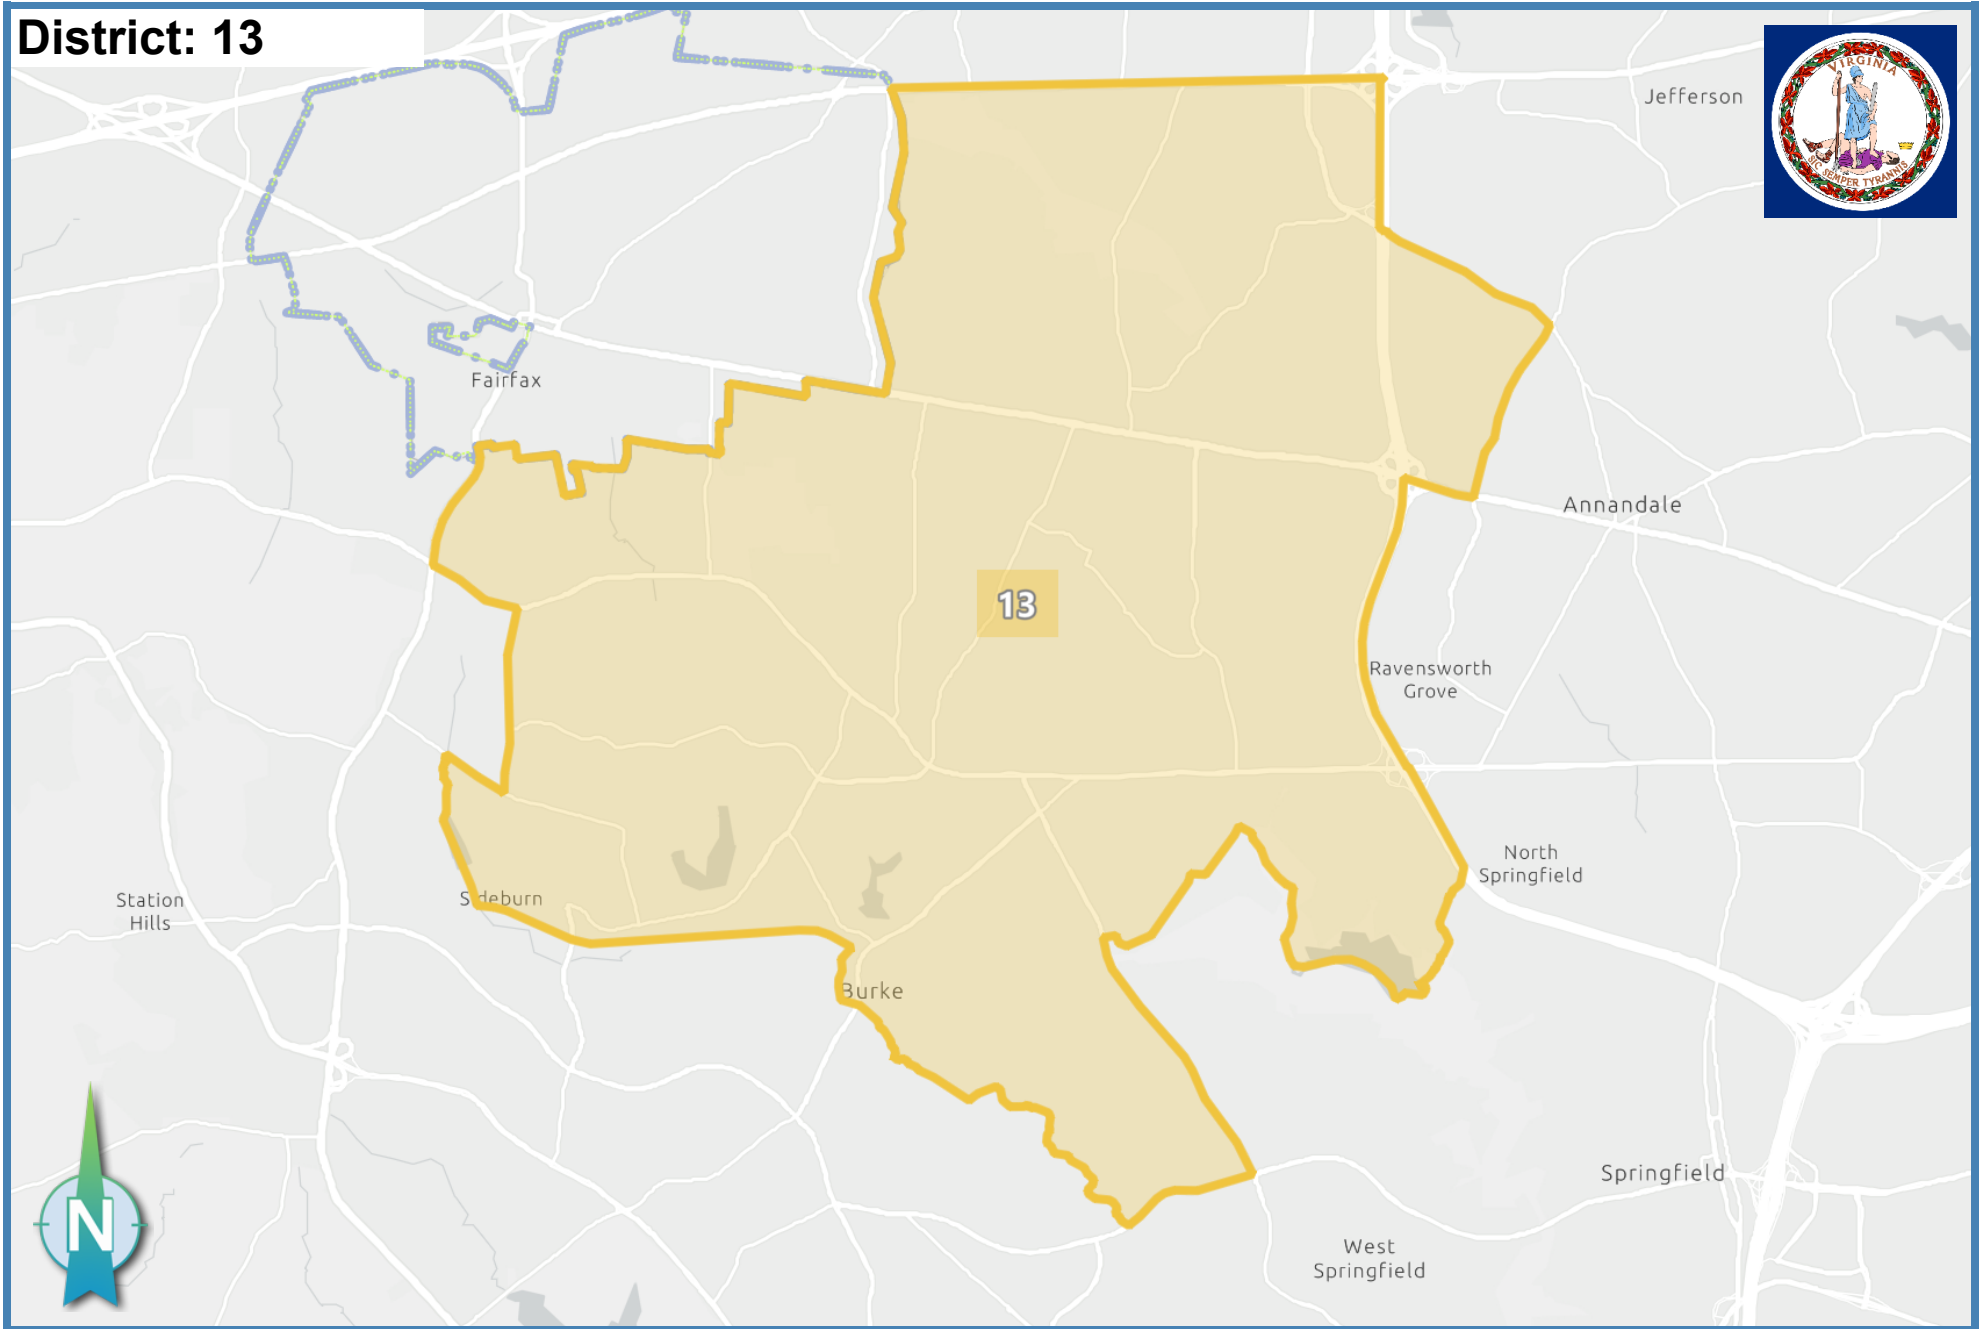 District: 13
VIRGINIA
SIC SEMPER TYRANNIS
Jefferson
Fairfax
Annandale
13
Ravensworth
Grove
North
Springfield
Station
Hills
Sideburn
Burke
Springfield
West
Springfield
N